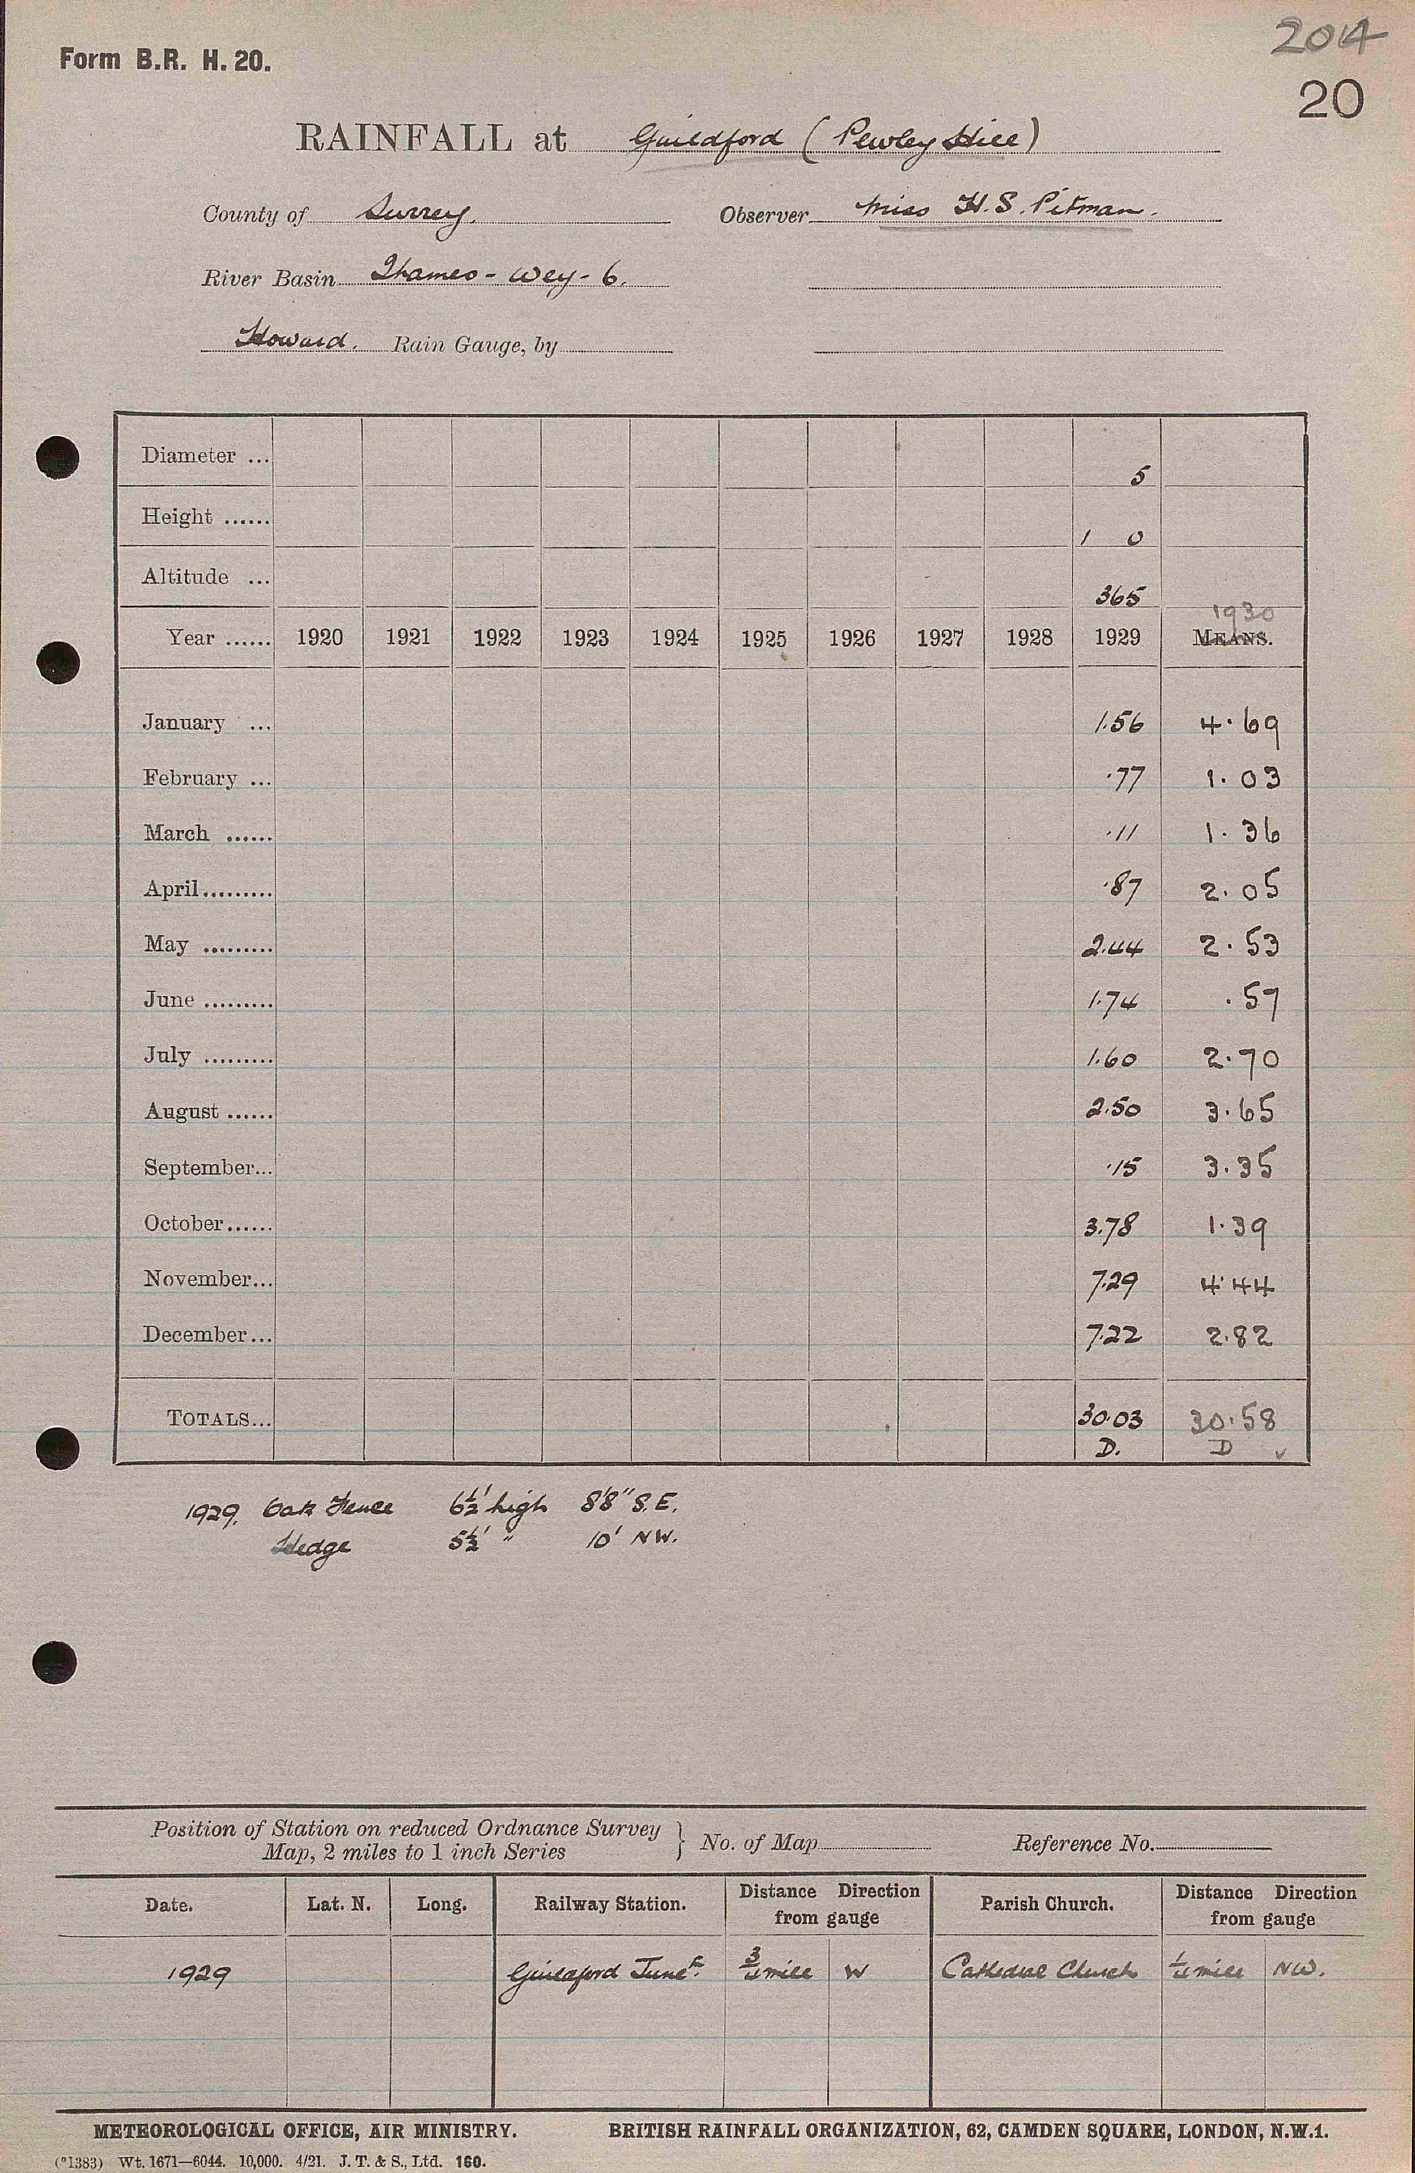 Form B.R. H. 20.
2014
20
RAINFALL at Guildford (Pewley Hill)
County of Surrey. Observer Miss H.S. Pitman.
River Basin Thames - Wey - 6.
Howard. Rain Gauge, by
Diameter ... 5
Height ...... 1 0
Altitude ... 365
1930
Year ...... 1920 1921 1922 1923 1924 1925 1926 1927 1928 1929 MEANS.
January ... 1.56 4.69
February ... .77 1.03
March ...... .11 1.36
April......... .87 2.05
May ......... 2.44 2.53
June ......... 1.74 .57
July ......... 1.60 2.70
August ...... 2.50 3.65
September... .15 3.35
October...... 3.78 1.39
November... 7.29 4.44
December... 7.22 2.82
TOTALS... 30.03 30.58
D. D ✓
1929. Oak Fence 6½' high 8'8" S.E.
Hedge 5½' " 10' NW.
Position of Station on reduced Ordnance Survey
Map, 2 miles to 1 inch Series } No. of Map Reference No.
Date. Lat. N. Long. Railway Station. Distance Direction from gauge Parish Church. Distance Direction from gauge
1929 Guildford Junct. ¾ mile W Cathedral Church ¼ mile NW.
METEOROLOGICAL OFFICE, AIR MINISTRY. BRITISH RAINFALL ORGANIZATION, 62, CAMDEN SQUARE, LONDON, N.W.1.
(*1383) Wt. 1671—6044. 10,000. 4/21. J. T. & S., Ltd. 160.